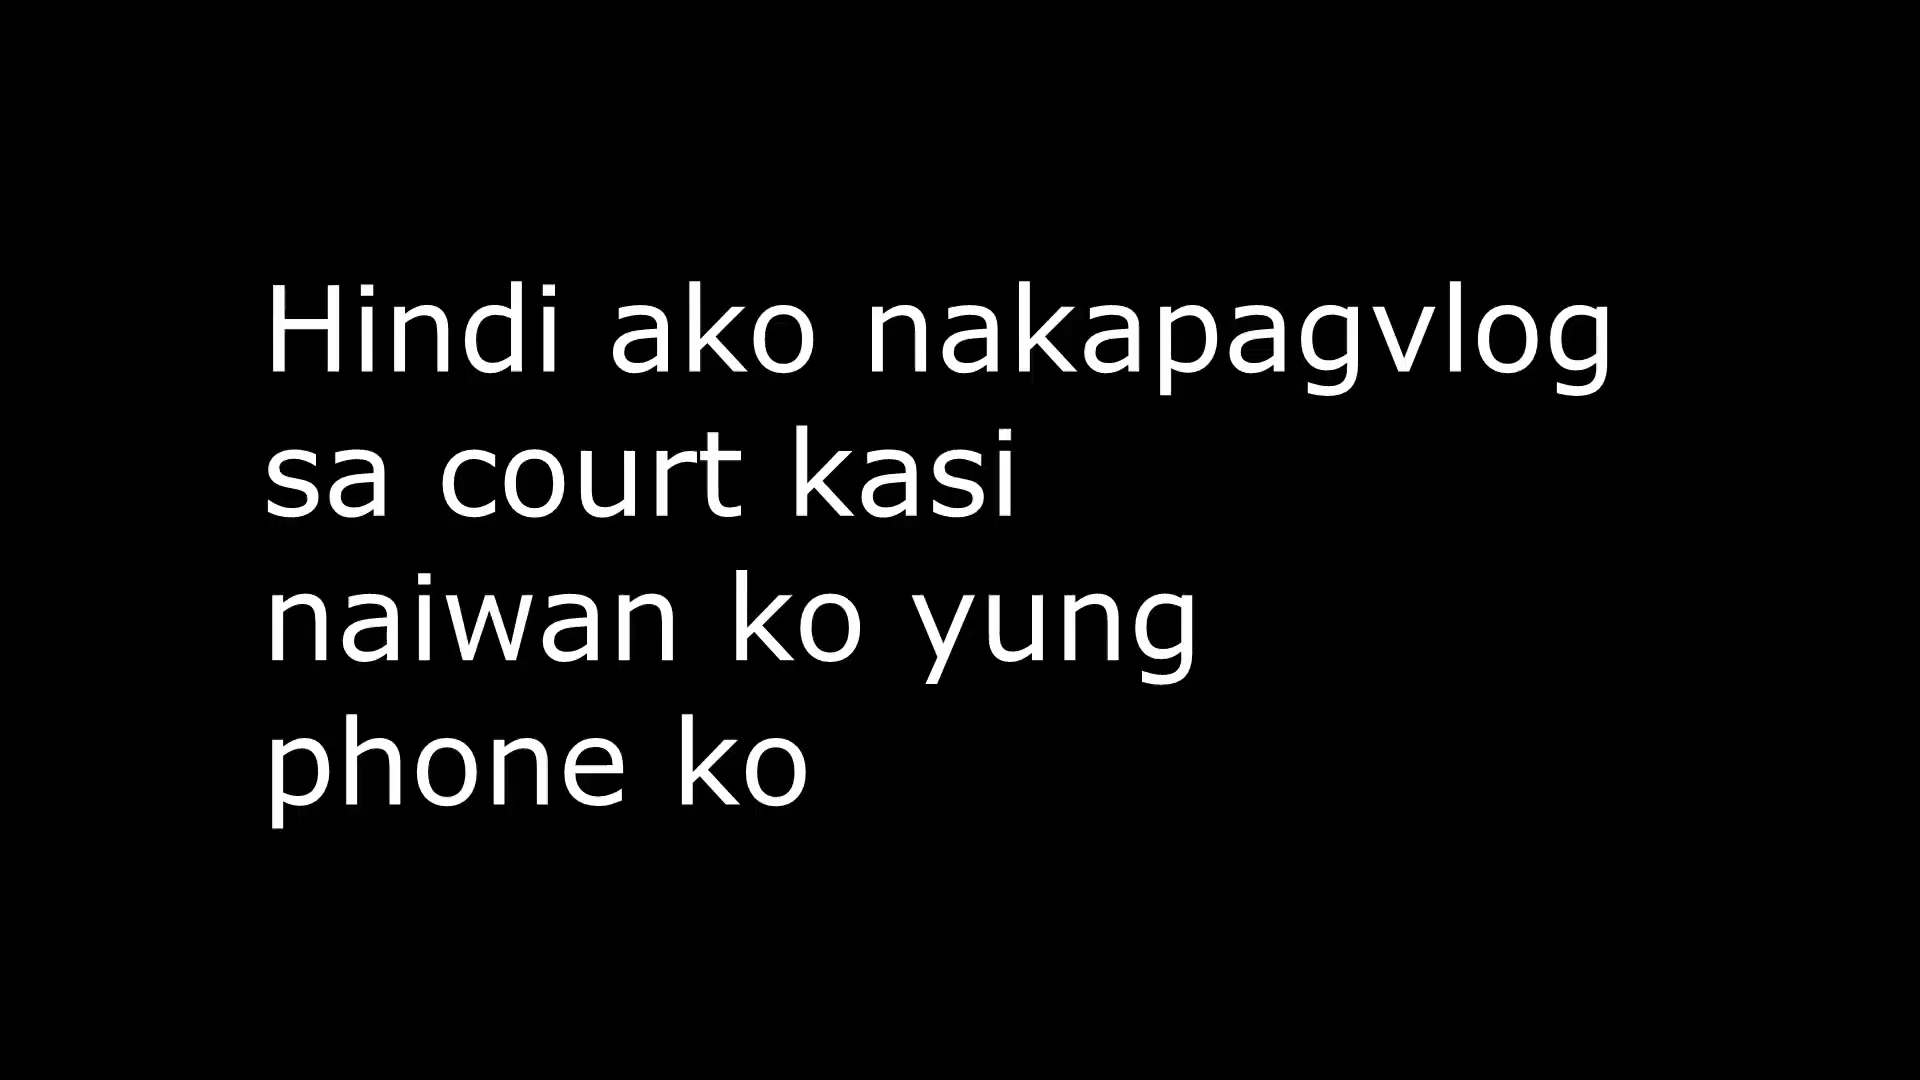 Hindi ako nakapagvlog
sa court kasi
naiwan ko yung
phone ko